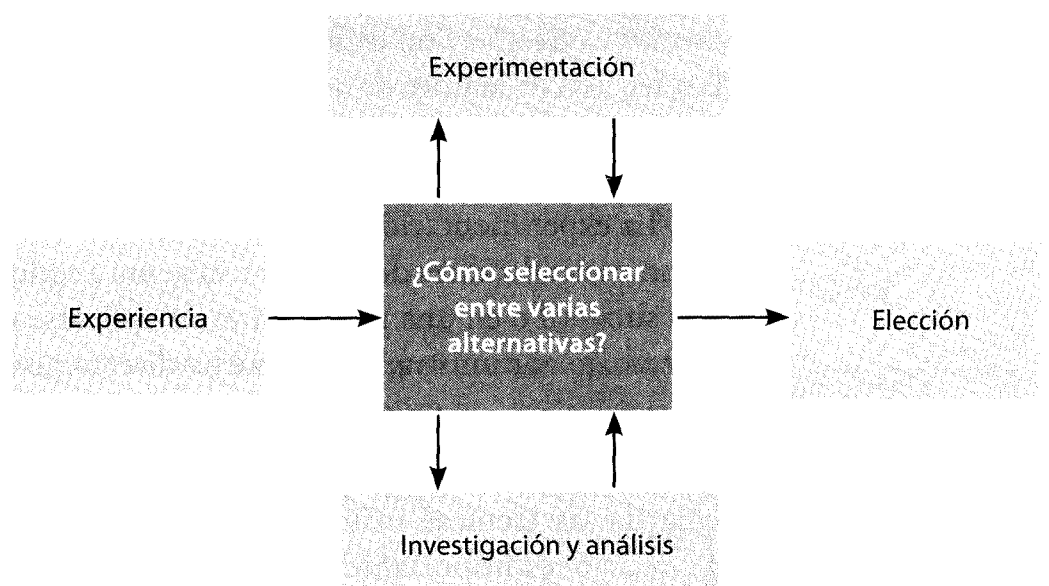 Experimentación
Experiencia
¿Cómo seleccionar
entre varias
alternativas?
Elección
Investigación y análisis